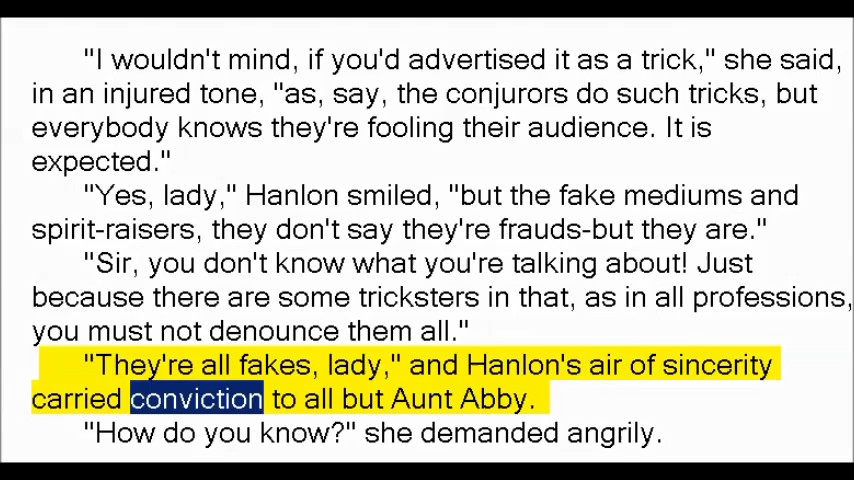 "I wouldn't mind, if you'd advertised it as a trick," she said,
in an injured tone, "as, say, the conjurors do such tricks, but
everybody knows they're fooling their audience. It is
expected."
"Yes, lady," Hanlon smiled, "but the fake mediums and
spirit-raisers, they don't say they're frauds-but they are."
"Sir, you don't know what you're talking about! Just
because there are some tricksters in that, as in all professions,
you must not denounce them all."
"They're all fakes, lady," and Hanlon's air of sincerity
carried conviction to all but Aunt Abby.
"How do you know?" she demanded angrily.